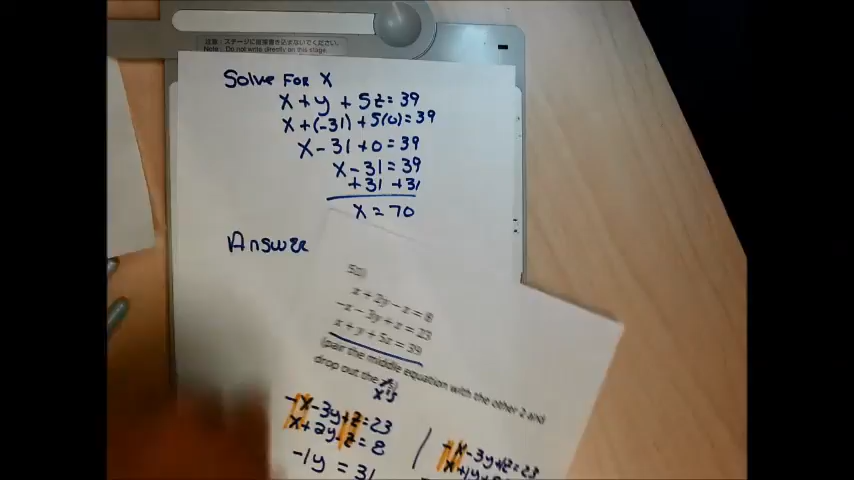 注意：ステージに直接書き込まないでください。
Note : Do not write directly on this stage.
Solve For X
x + y + 5z = 39
x + (-31) + 5(0) = 39
x - 31 + 0 = 39
x - 31 = 39
+31 +31
x = 70
Answer
50)
x + 2y - z = 8
-x - 3y + z = 23
x + y + 5z = 39
(pair the middle equation with the other 2 and
drop out the
x's
-x - 3y + z = 23
x + 2y - z = 8
-1y = 31
-x - 3y + z = 23